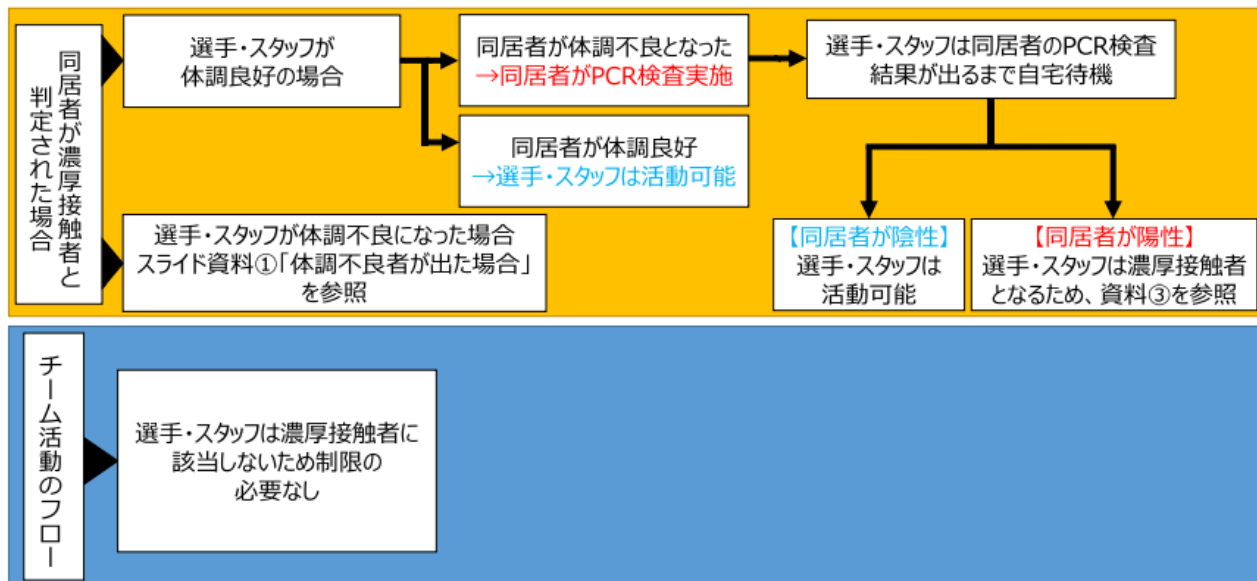 同居者が濃厚接触者と
判定された場合
選手・スタッフが
体調良好の場合
同居者が体調不良となった
→同居者がPCR検査実施
選手・スタッフは同居者のPCR検査
結果が出るまで自宅待機
同居者が体調良好
→選手・スタッフは活動可能
【同居者が陰性】
選手・スタッフは
活動可能
【同居者が陽性】
選手・スタッフは濃厚接触者
となるため、資料③を参照
選手・スタッフが体調不良になった場合
スライド資料①「体調不良者が出た場合」
を参照
チーム活動のフロー
選手・スタッフは濃厚接触者に
該当しないため制限の
必要なし